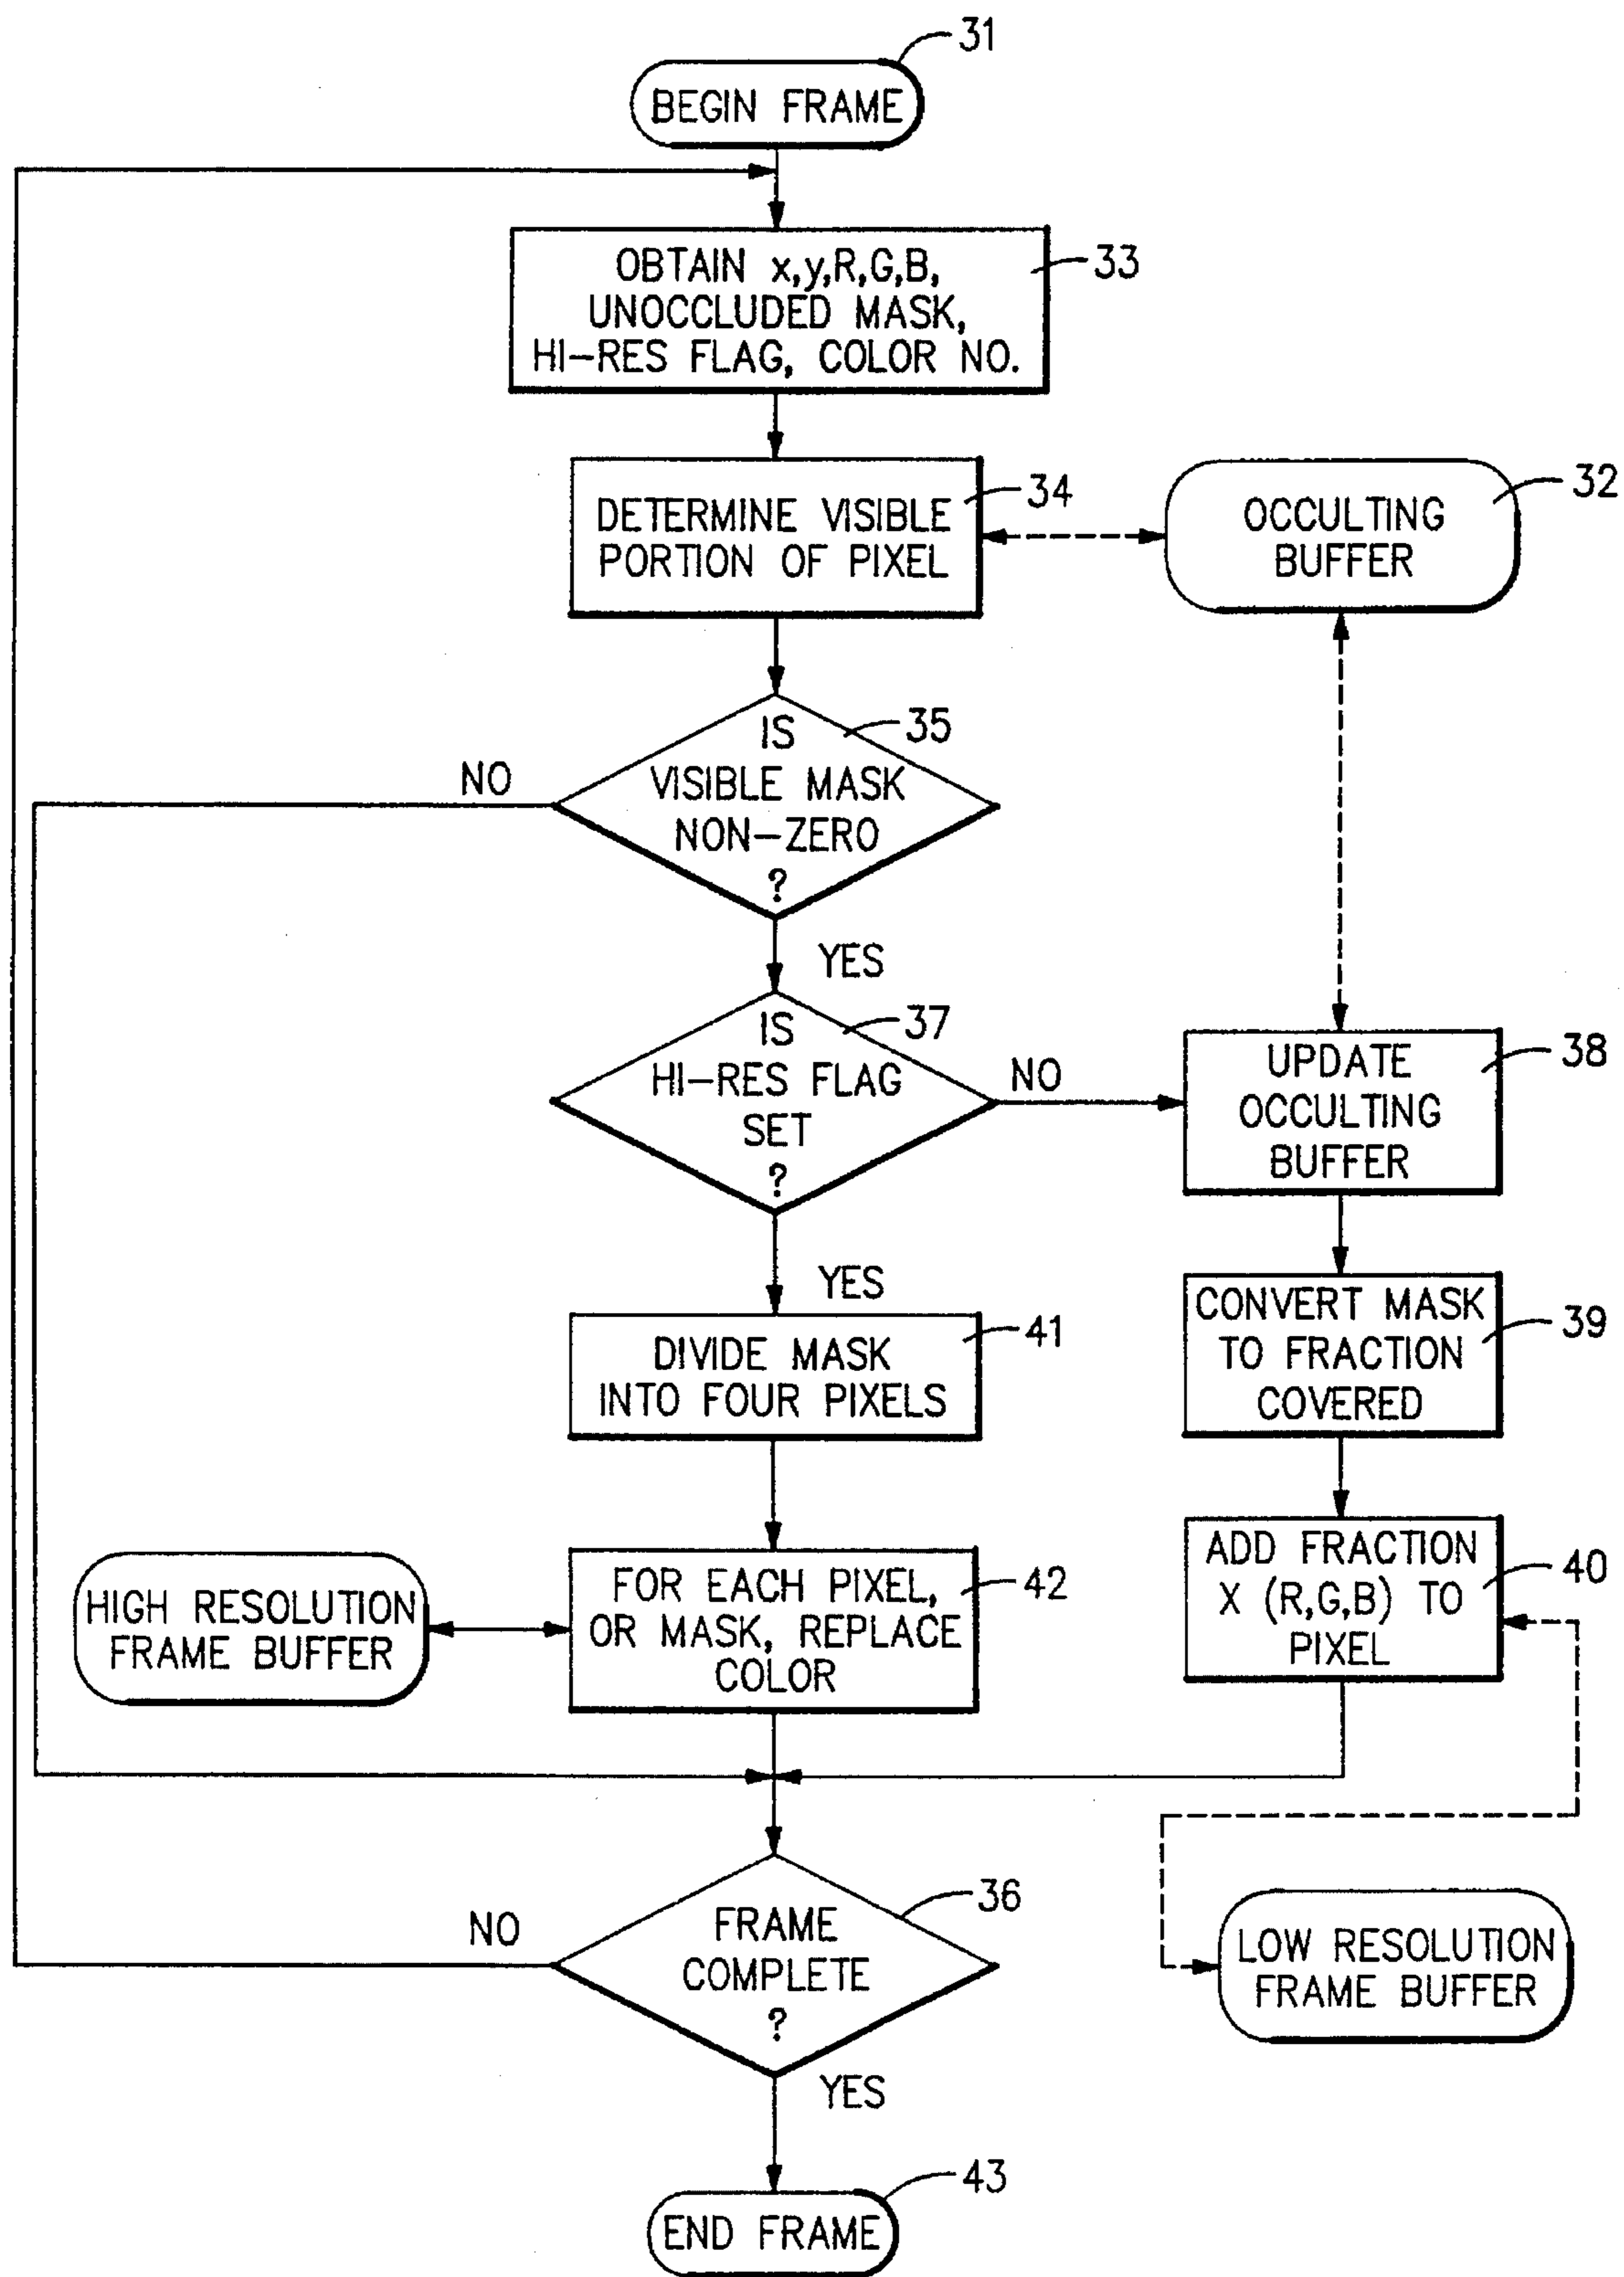 31
BEGIN FRAME
OBTAIN x,y,R,G,B,
UNOCCLUDED MASK,
HI-RES FLAG, COLOR NO.
33
DETERMINE VISIBLE
PORTION OF PIXEL
34
OCCULTING
BUFFER
32
IS
VISIBLE MASK
NON-ZERO
?
35
NO
YES
IS
HI-RES FLAG
SET
?
37
NO
YES
UPDATE
OCCULTING
BUFFER
38
DIVIDE MASK
INTO FOUR PIXELS
41
CONVERT MASK
TO FRACTION
COVERED
39
HIGH RESOLUTION
FRAME BUFFER
FOR EACH PIXEL,
OR MASK, REPLACE
COLOR
42
ADD FRACTION
X (R,G,B) TO
PIXEL
40
FRAME
COMPLETE
?
36
NO
YES
LOW RESOLUTION
FRAME BUFFER
END FRAME
43